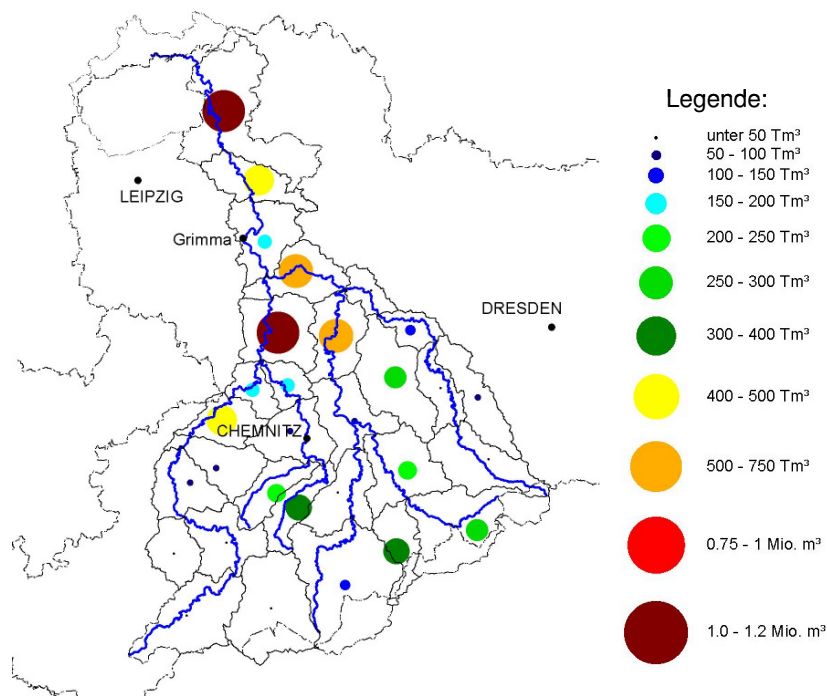 Legende:
unter 50 Tm³
50 - 100 Tm³
100 - 150 Tm³
150 - 200 Tm³
200 - 250 Tm³
250 - 300 Tm³
300 - 400 Tm³
400 - 500 Tm³
500 - 750 Tm³
0.75 - 1 Mio. m³
1.0 - 1.2 Mio. m³
LEIPZIG
Grimma
DRESDEN
CHEMNITZ